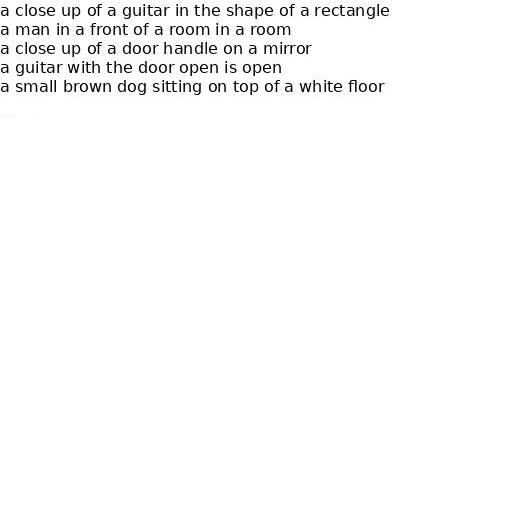 a close up of a guitar in the shape of a rectangle
a man in a front of a room in a room
a close up of a door handle on a mirror
a guitar with the door open is open
a small brown dog sitting on top of a white floor